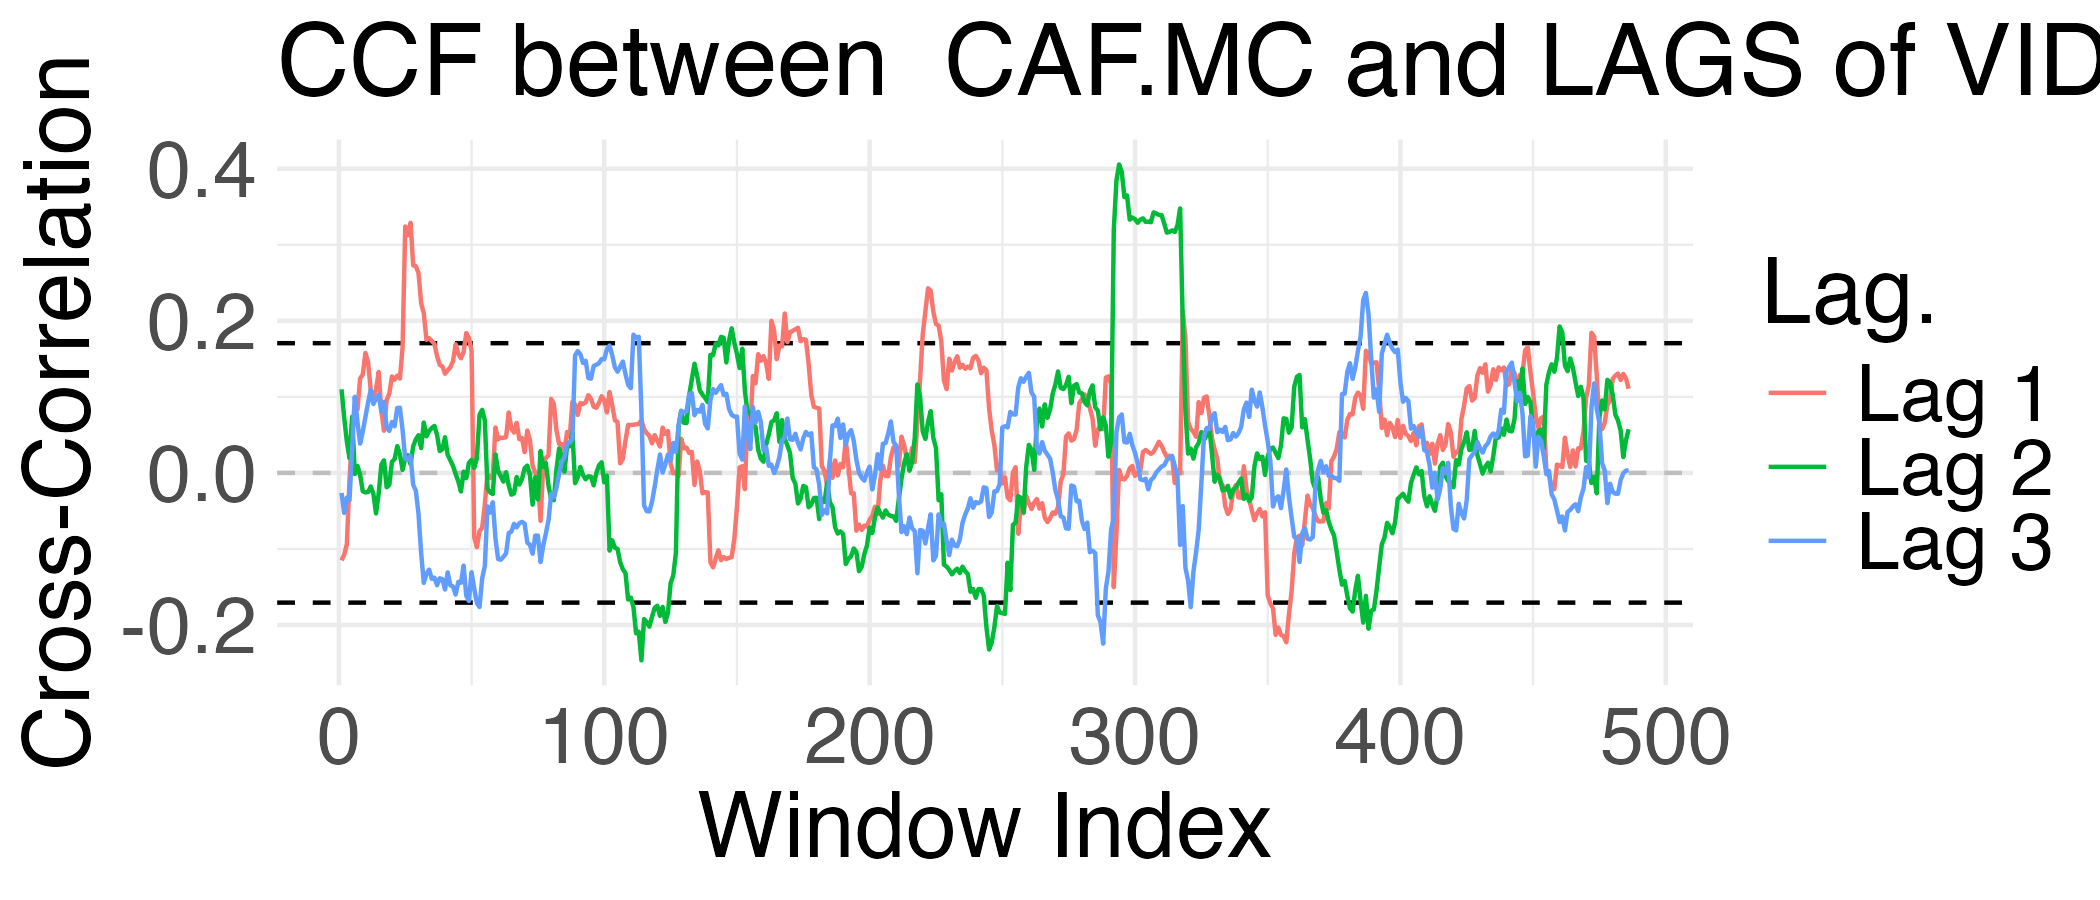 CCF between  CAF.MC and LAGS of VID
Cross-Correlation
0.4
0.2
0.0
-0.2
0
100
200
300
400
500
Window Index
Lag.
Lag 1
Lag 2
Lag 3